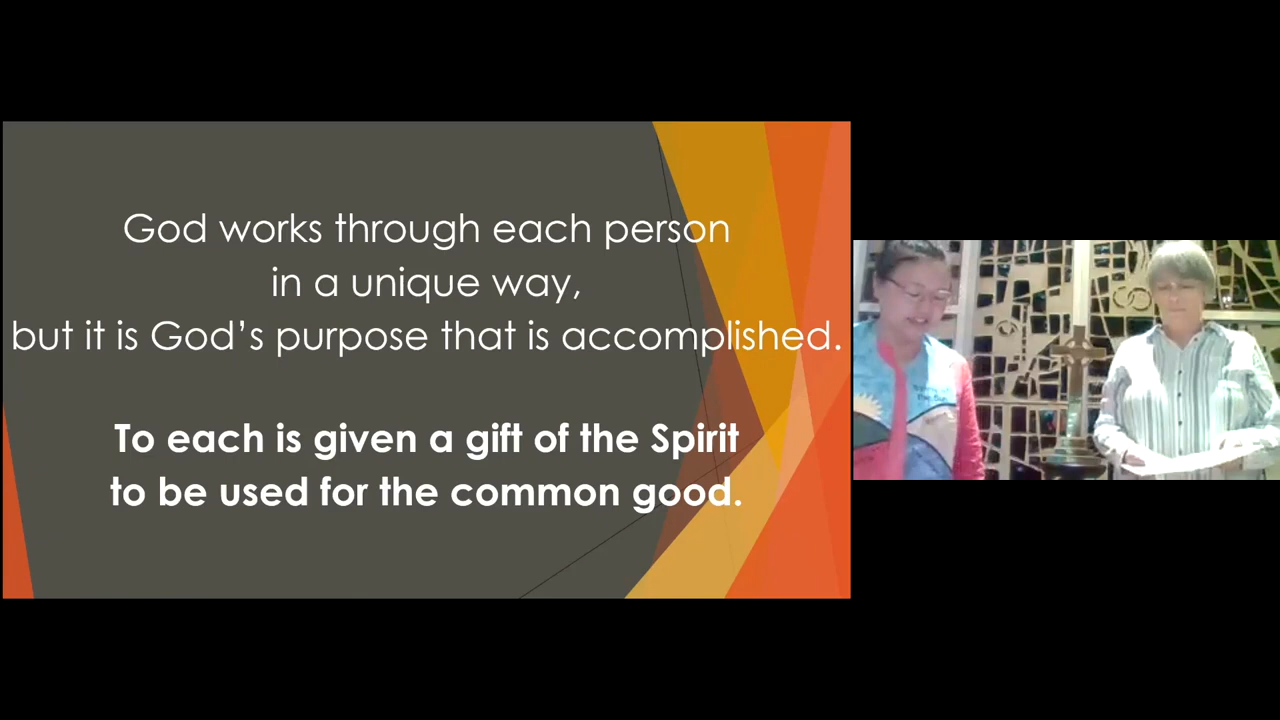 God works through each person
in a unique way,
but it is God’s purpose that is accomplished.
To each is given a gift of the Spirit
to be used for the common good.